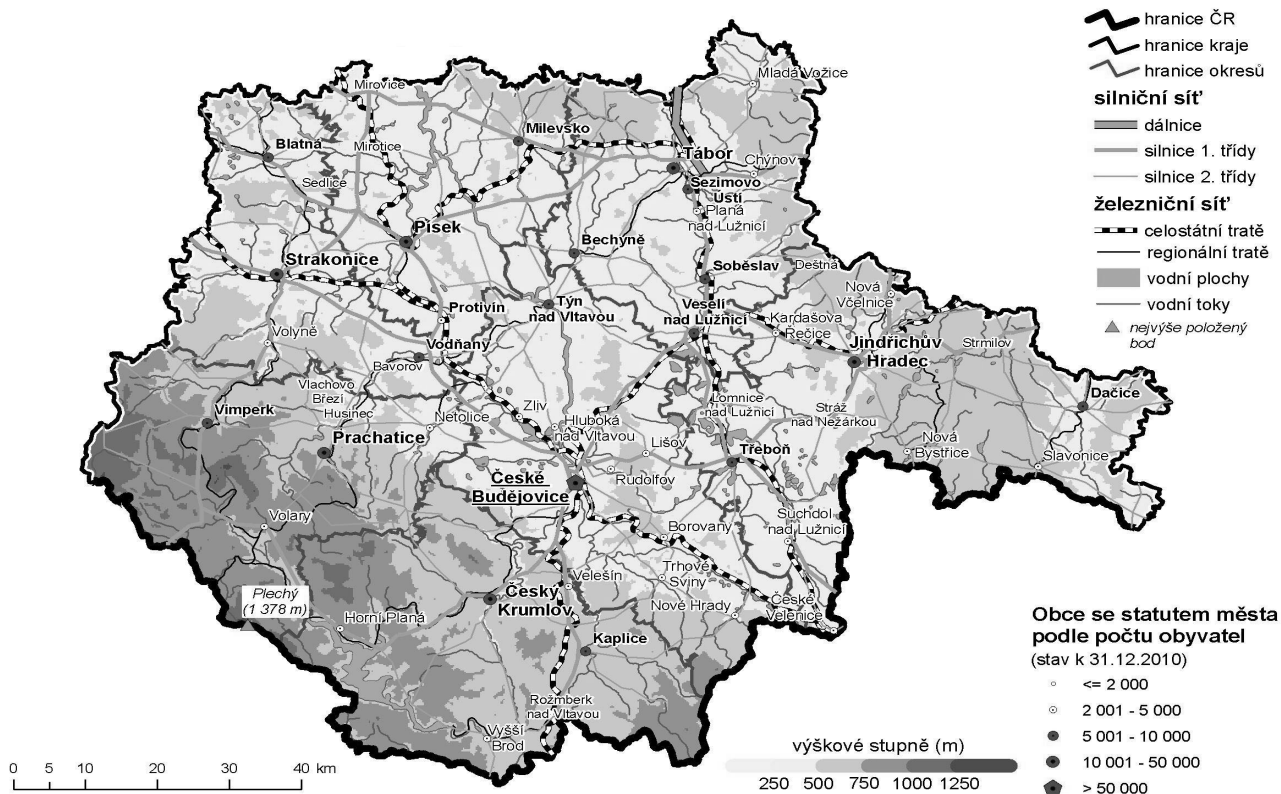 hranice ČR
hranice kraje
hranice okresů
silniční síť
dálnice
silnice 1. třídy
silnice 2. třídy
železniční síť
celostátní tratě
regionální tratě
vodní plochy
vodní toky
nejvýše položený
bod
Mladá Vožice
Mirovice
Milevsko
Blatná
Mirotice
Tábor
Chýnov
Sedlice
Sezimovo
Ústí
Planá
nad Lužnicí
Písek
Bechyně
Strakonice
Soběslav
Deštná
Nová
Včelnice
Protivín
Týn
nad Vltavou
Veselí
nad Lužnicí
Kardašova
Řečice
Volyně
Vodňany
Jindřichův
Hradec
Strmilov
Bavorov
Vlachovo
Březí
Husinec
Dačice
Vimperk
Netolice
Zliv
Hluboká
nad Vltavou
Lomnice
nad Lužnicí
Stráž
nad Nežárkou
Prachatice
Lišov
Třeboň
Nová
Bystřice
Slavonice
České
Budějovice
Rudolfov
Volary
Borovany
Suchdol
nad Lužnicí
Plechý
(1 378 m)
Velešín
Trhové
Sviny
Český
Krumlov
Nové Hrady
České
Velenice
Horní Planá
Kaplice
Rožmberk
nad Vltavou
Vyšší
Brod
Obce se statutem města
podle počtu obyvatel
(stav k 31.12.2010)
<= 2 000
2 001 - 5 000
5 001 - 10 000
10 001 - 50 000
> 50 000
výškové stupně (m)
250 500 750 1000 1250
0 5 10 20 30 40 km